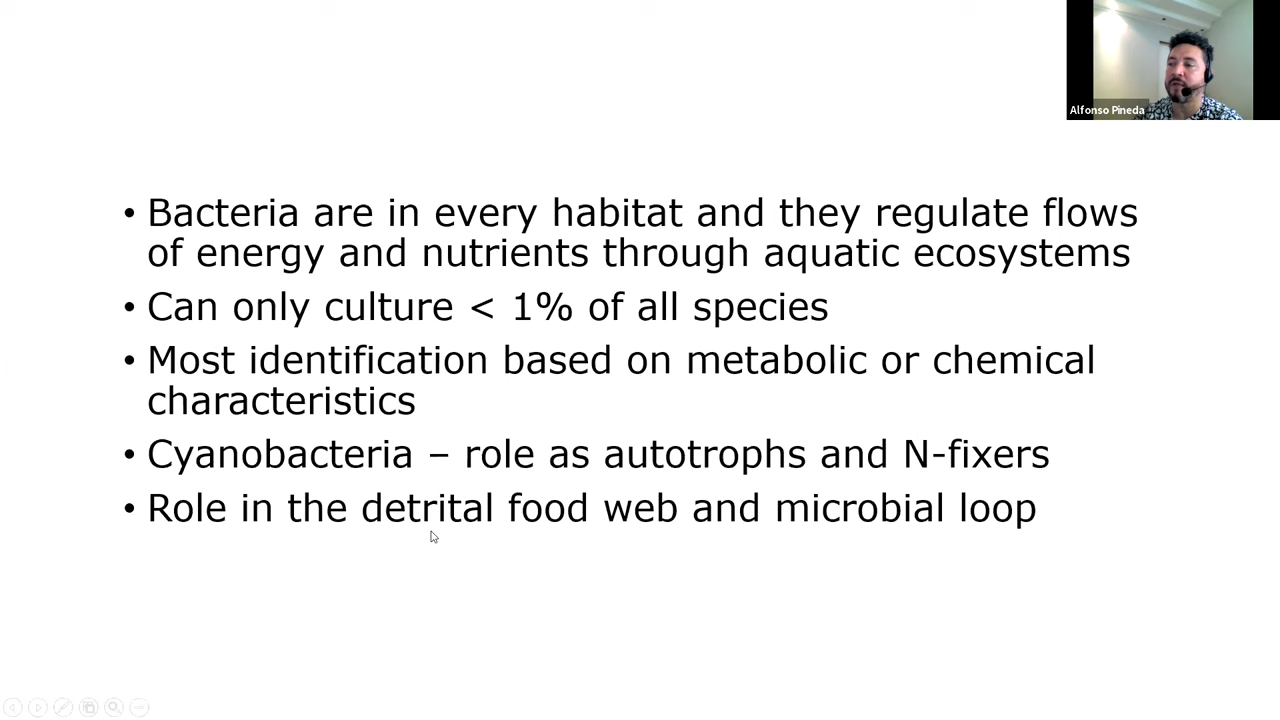 Alfonso Pineda
• Bacteria are in every habitat and they regulate flows
of energy and nutrients through aquatic ecosystems
• Can only culture < 1% of all species
• Most identification based on metabolic or chemical
characteristics
• Cyanobacteria – role as autotrophs and N-fixers
• Role in the detrital food web and microbial loop